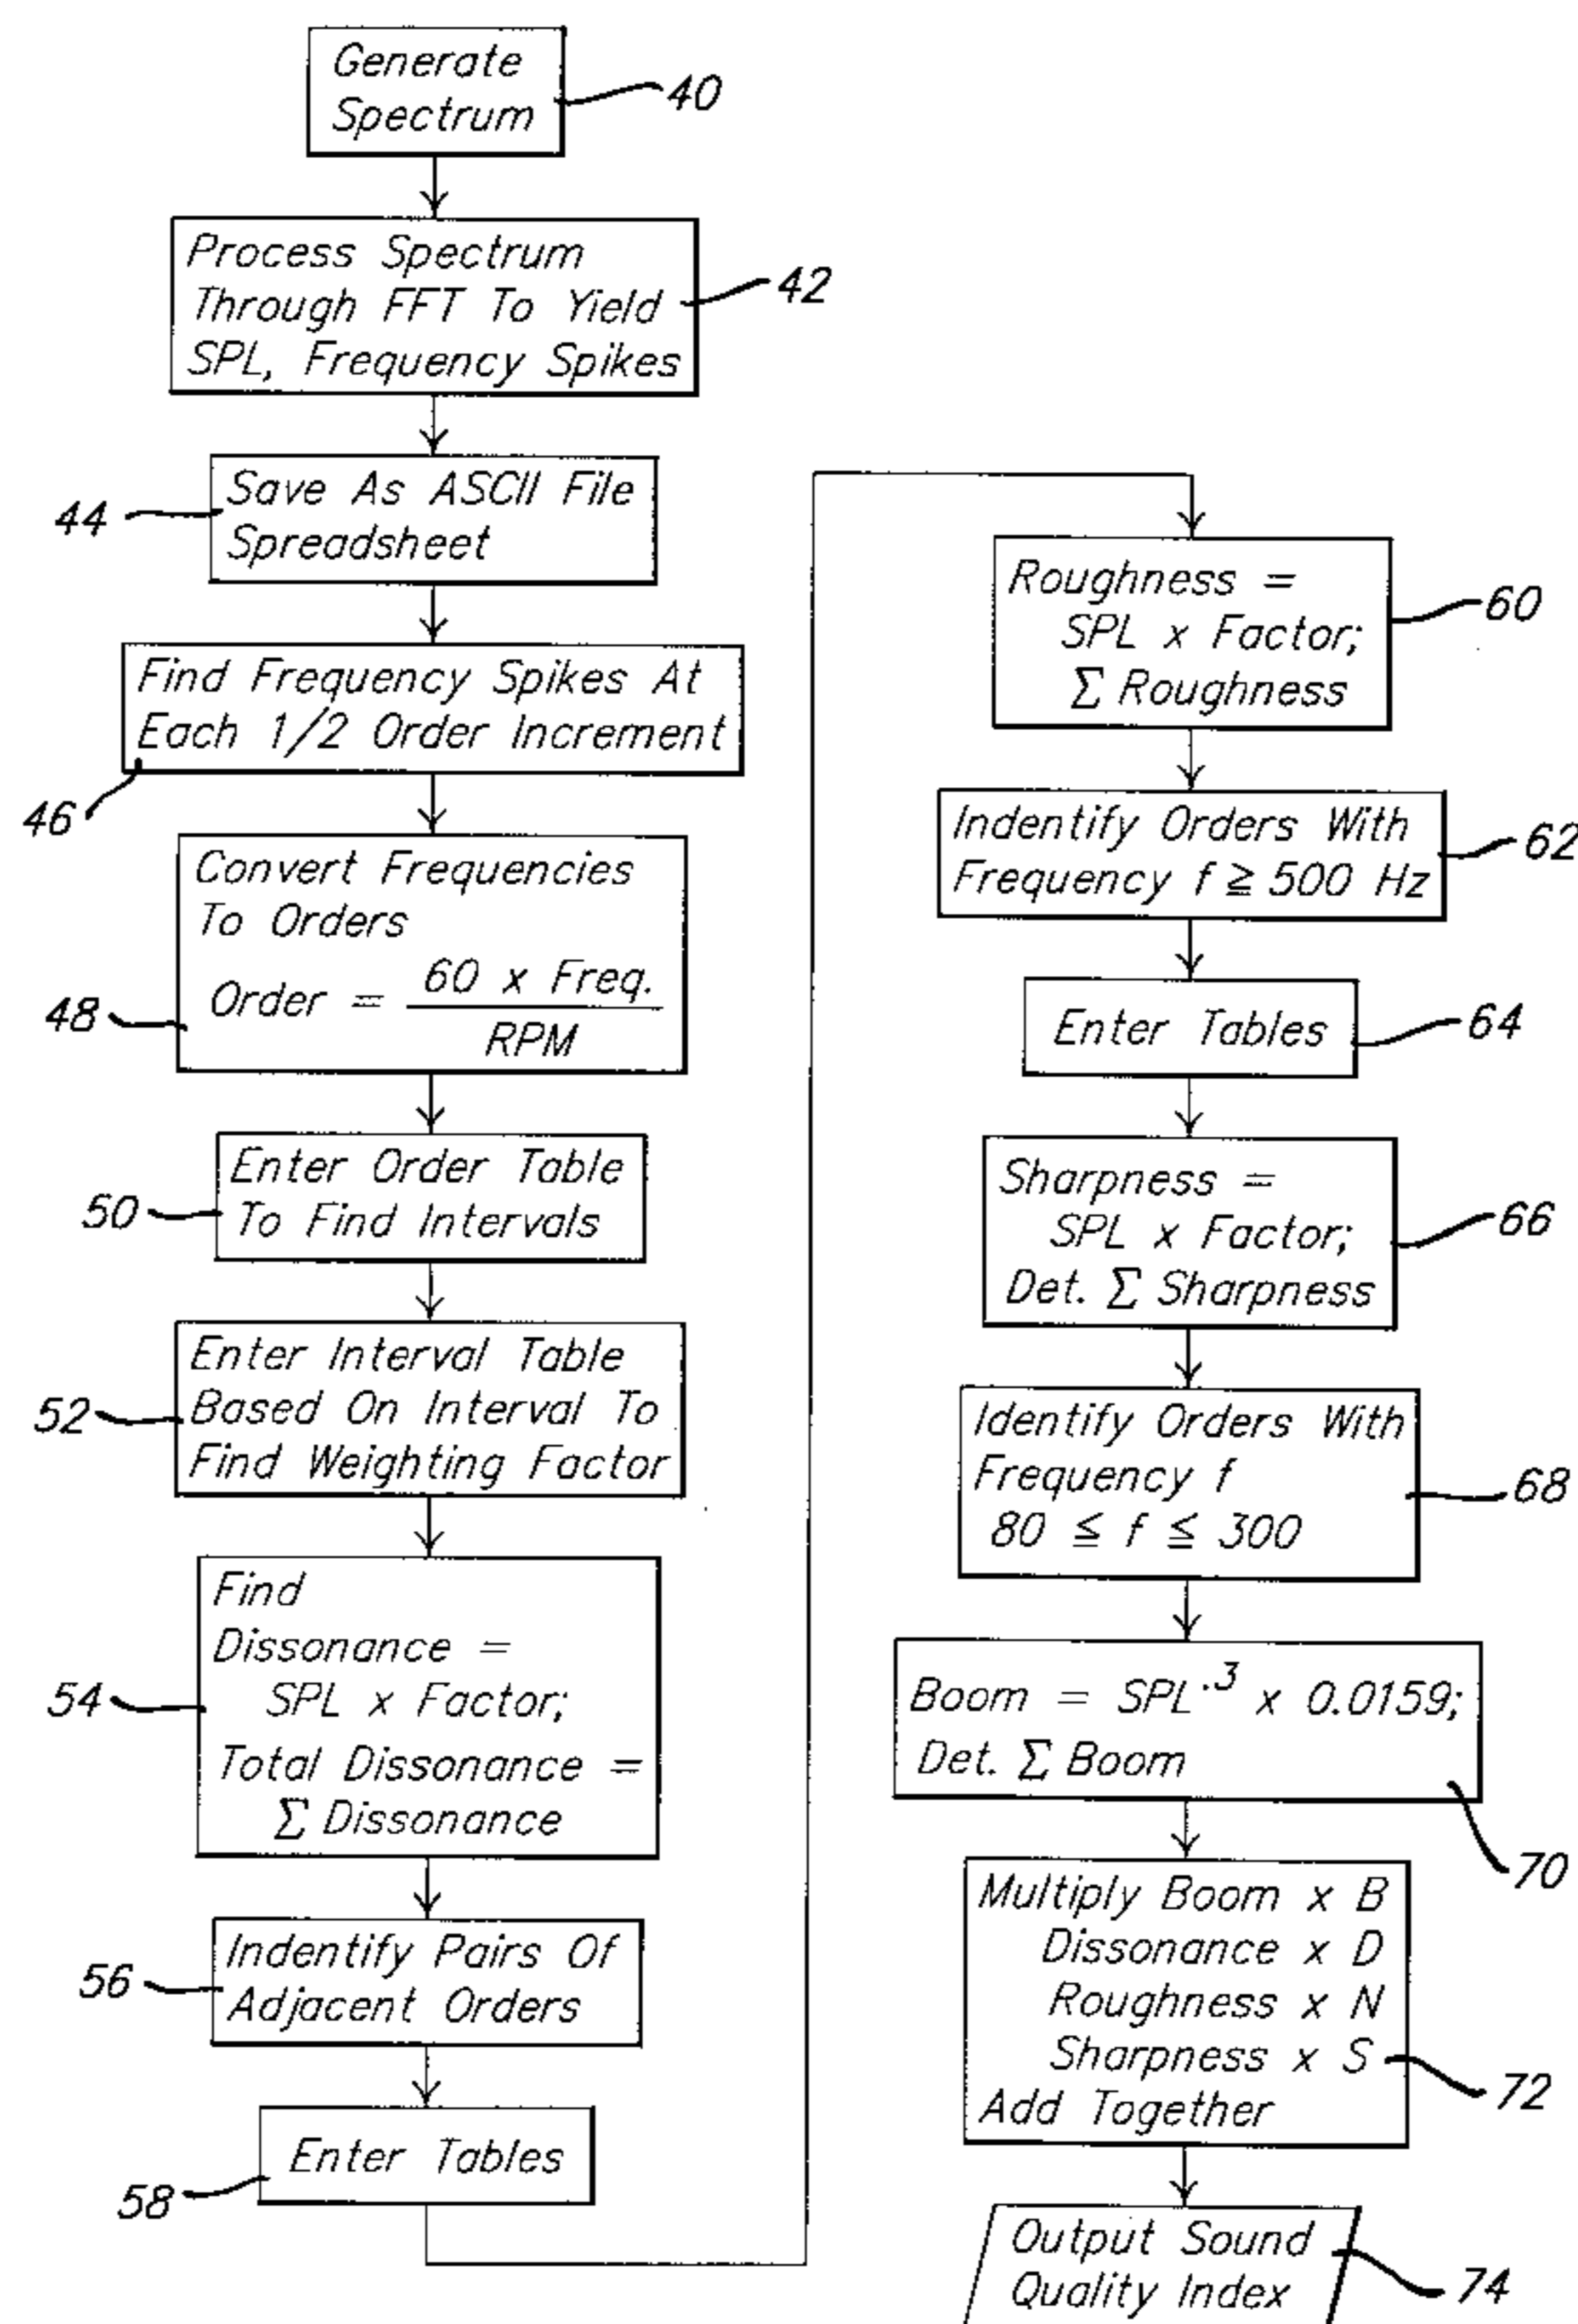 Generate
Spectrum
40
Process Spectrum
Through FFT To Yield
SPL, Frequency Spikes
42
Save As ASCII File
Spreadsheet
44
Find Frequency Spikes At
Each 1/2 Order Increment
46
Convert Frequencies
To Orders
Order = 60 x Freq.
RPM
48
Enter Order Table
To Find Intervals
50
Enter Interval Table
Based On Interval To
Find Weighting Factor
52
Find
Dissonance =
SPL x Factor;
Total Dissonance =
Σ Dissonance
54
Indentify Pairs Of
Adjacent Orders
56
Enter Tables
58
Roughness =
SPL x Factor;
Σ Roughness
60
Indentify Orders With
Frequency f ≧ 500 Hz
62
Enter Tables
64
Sharpness =
SPL x Factor;
Det. Σ Sharpness
66
Identify Orders With
Frequency f
80 ≦ f ≦ 300
68
Boom = SPL^.3 x 0.0159;
Det. Σ Boom
70
Multiply Boom x B
Dissonance x D
Roughness x N
Sharpness x S
Add Together
72
Output Sound
Quality Index
74